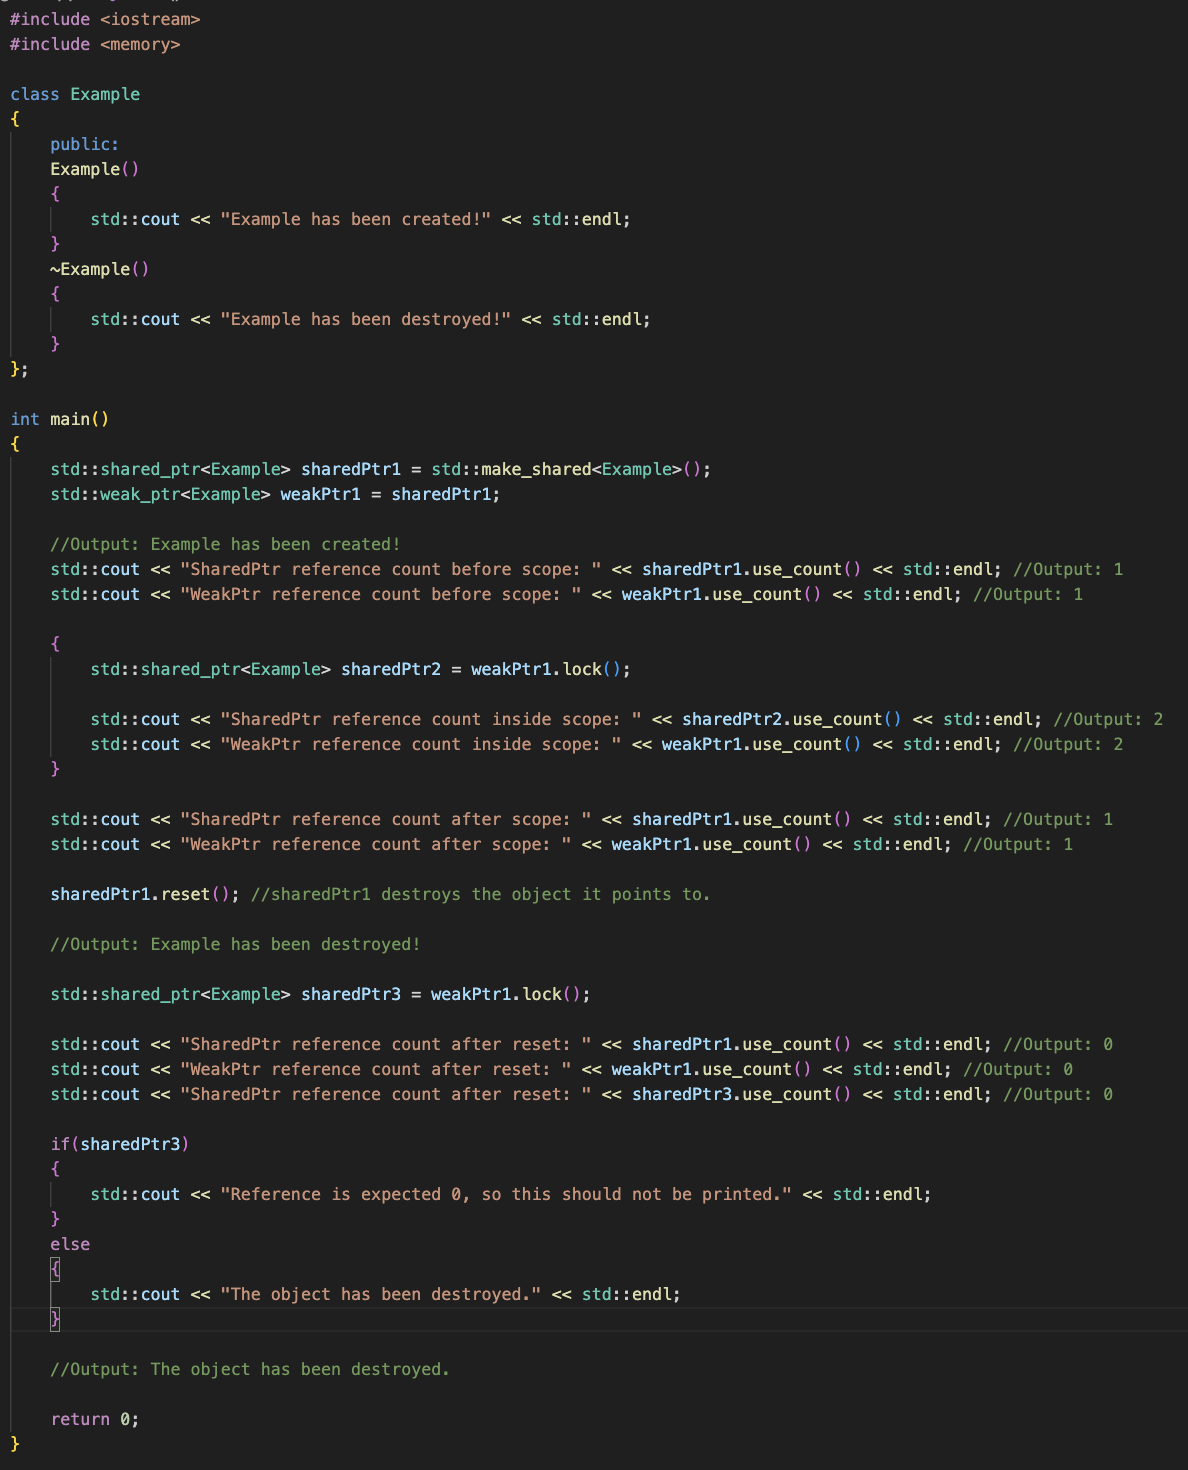 #include <iostream>
#include <memory>

class Example
{
    public:
    Example()
    {
        std::cout << "Example has been created!" << std::endl;
    }
    ~Example()
    {
        std::cout << "Example has been destroyed!" << std::endl;
    }
};

int main()
{
    std::shared_ptr<Example> sharedPtr1 = std::make_shared<Example>();
    std::weak_ptr<Example> weakPtr1 = sharedPtr1;

    //Output: Example has been created!
    std::cout << "SharedPtr reference count before scope: " << sharedPtr1.use_count() << std::endl; //Output: 1
    std::cout << "WeakPtr reference count before scope: " << weakPtr1.use_count() << std::endl; //Output: 1

    {
        std::shared_ptr<Example> sharedPtr2 = weakPtr1.lock();

        std::cout << "SharedPtr reference count inside scope: " << sharedPtr2.use_count() << std::endl; //Output: 2
        std::cout << "WeakPtr reference count inside scope: " << weakPtr1.use_count() << std::endl; //Output: 2
    }

    std::cout << "SharedPtr reference count after scope: " << sharedPtr1.use_count() << std::endl; //Output: 1
    std::cout << "WeakPtr reference count after scope: " << weakPtr1.use_count() << std::endl; //Output: 1

    sharedPtr1.reset(); //sharedPtr1 destroys the object it points to.

    //Output: Example has been destroyed!

    std::shared_ptr<Example> sharedPtr3 = weakPtr1.lock();

    std::cout << "SharedPtr reference count after reset: " << sharedPtr1.use_count() << std::endl; //Output: 0
    std::cout << "WeakPtr reference count after reset: " << weakPtr1.use_count() << std::endl; //Output: 0
    std::cout << "SharedPtr reference count after reset: " << sharedPtr3.use_count() << std::endl; //Output: 0

    if(sharedPtr3)
    {
        std::cout << "Reference is expected 0, so this should not be printed." << std::endl;
    }
    else
    {
        std::cout << "The object has been destroyed." << std::endl;
    }

    //Output: The object has been destroyed.

    return 0;
}